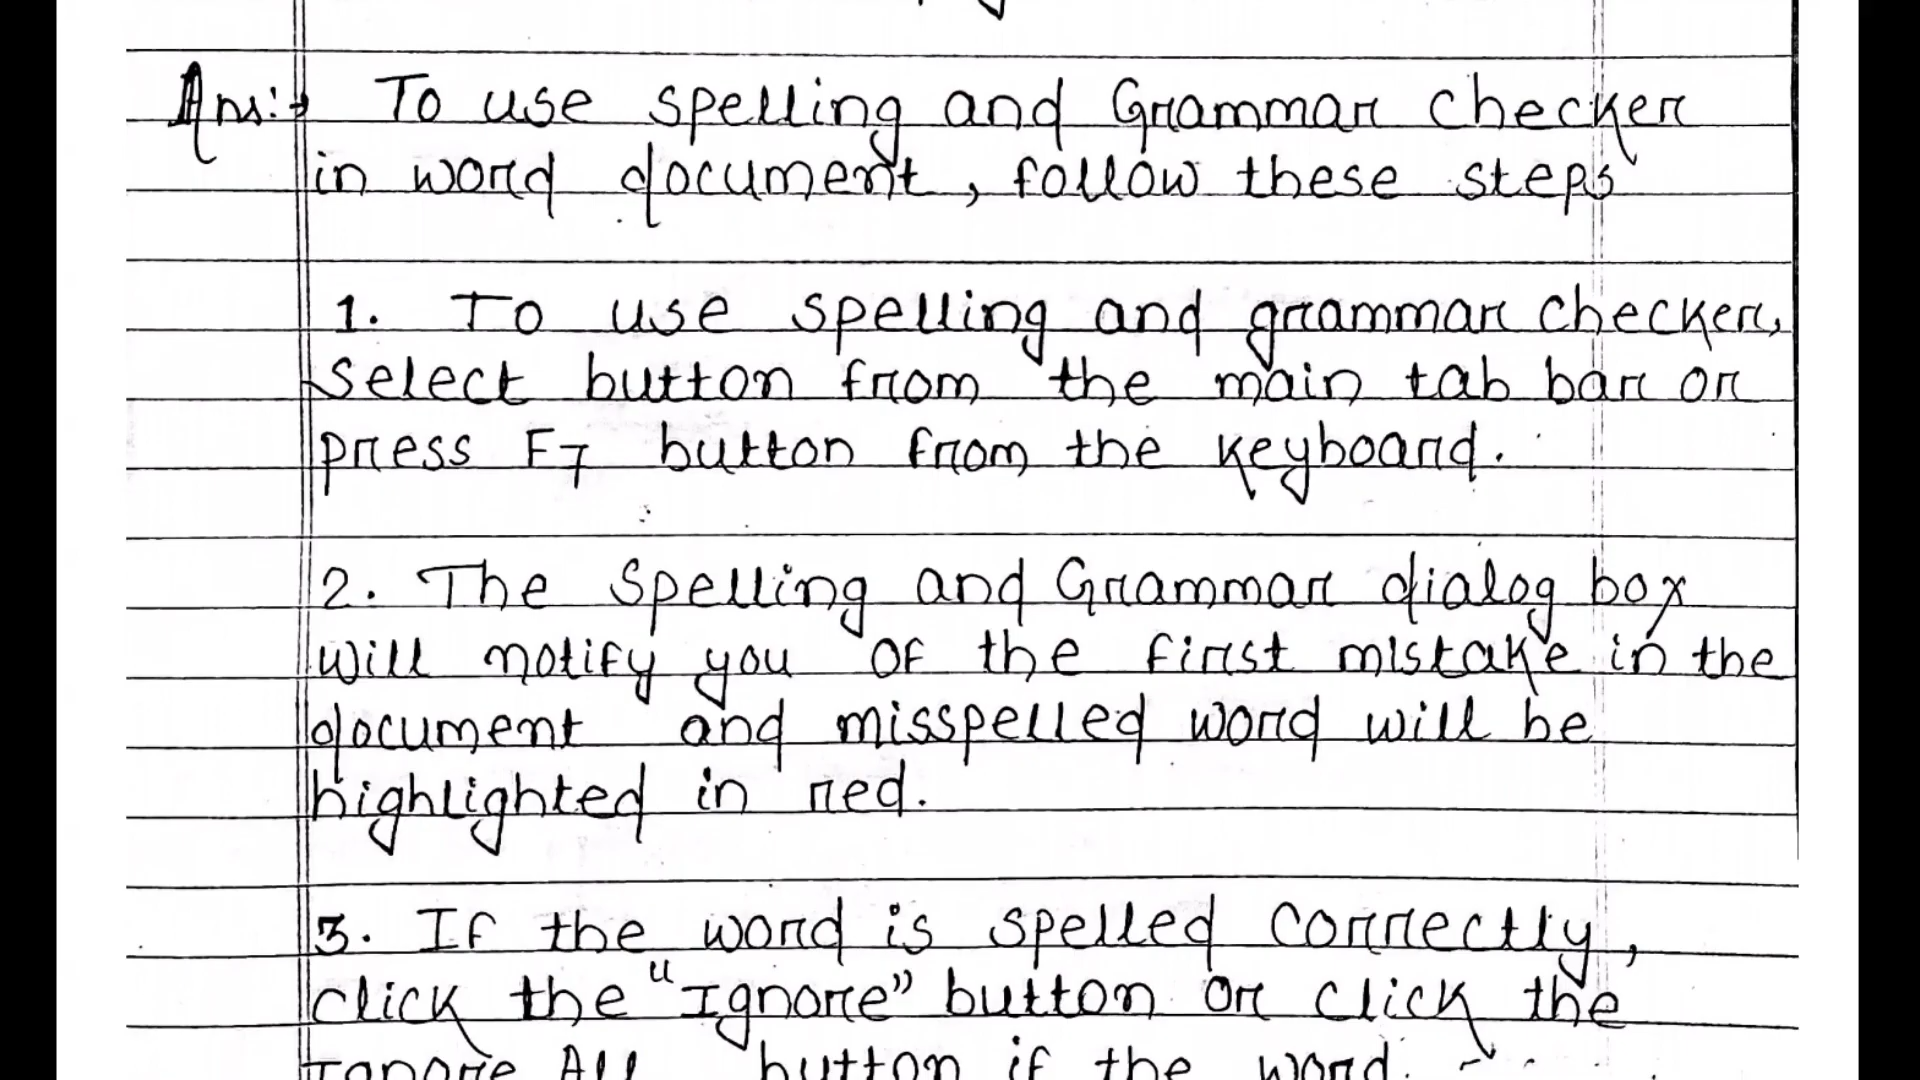 Ans:→ To use spelling and Grammar checker
in word document, follow these steps
1. To use spelling and grammar checker,
select button from the main tab bar or
press F7 button from the keyboard.
2. The Spelling and Grammar dialog box
will notify you of the first mistake in the
document and misspelled word will be
highlighted in red.
3. If the word is spelled correctly,
click the "Ignore" button or click the
Ignore All button if the word